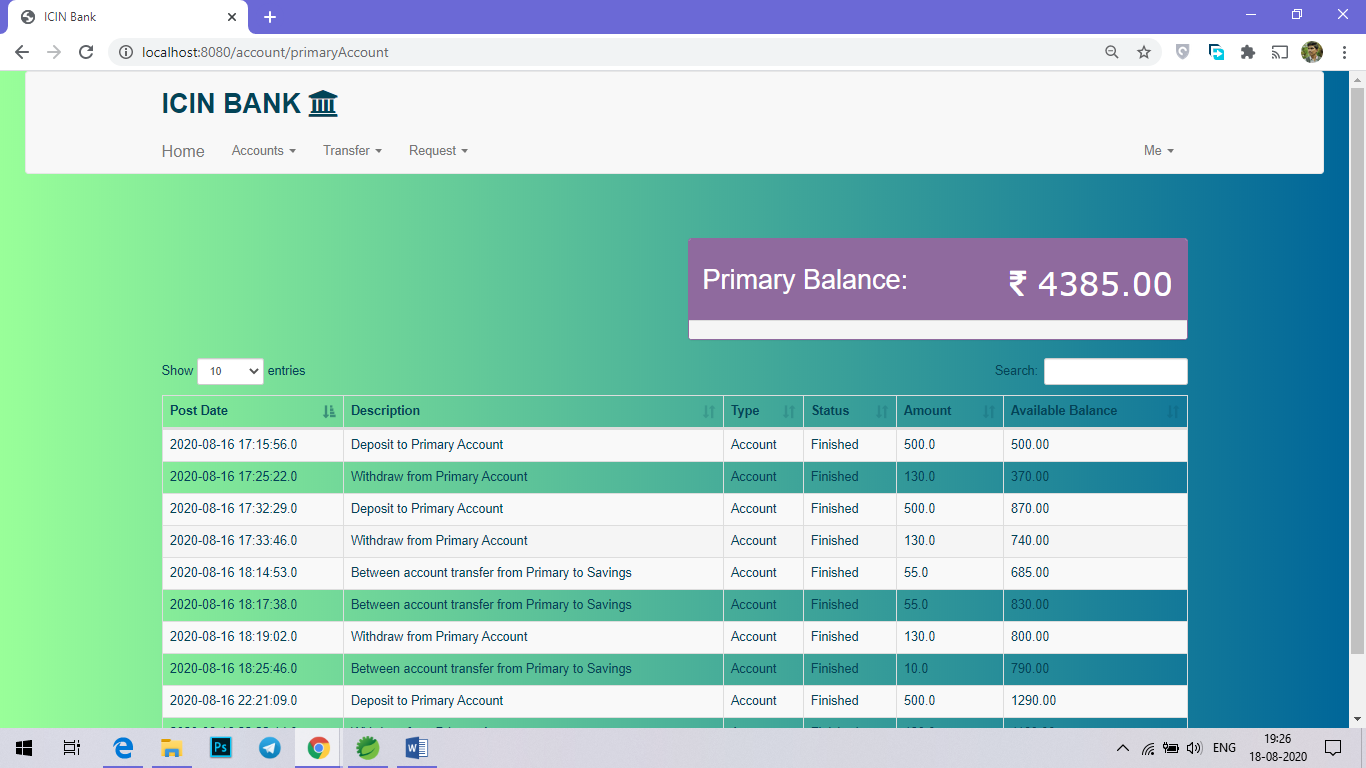 ICIN Bank
localhost:8080/account/primaryAccount
ICIN BANK
Home Accounts Transfer Request Me
Primary Balance: ₹ 4385.00
Show 10 entries Search:
Post Date Description Type Status Amount Available Balance
2020-08-16 17:15:56.0 Deposit to Primary Account Account Finished 500.0 500.00
2020-08-16 17:25:22.0 Withdraw from Primary Account Account Finished 130.0 370.00
2020-08-16 17:32:29.0 Deposit to Primary Account Account Finished 500.0 870.00
2020-08-16 17:33:46.0 Withdraw from Primary Account Account Finished 130.0 740.00
2020-08-16 18:14:53.0 Between account transfer from Primary to Savings Account Finished 55.0 685.00
2020-08-16 18:17:38.0 Between account transfer from Primary to Savings Account Finished 55.0 830.00
2020-08-16 18:19:02.0 Withdraw from Primary Account Account Finished 130.0 800.00
2020-08-16 18:25:46.0 Between account transfer from Primary to Savings Account Finished 10.0 790.00
2020-08-16 22:21:09.0 Deposit to Primary Account Account Finished 500.0 1290.00
Ps ENG 19:26
18-08-2020